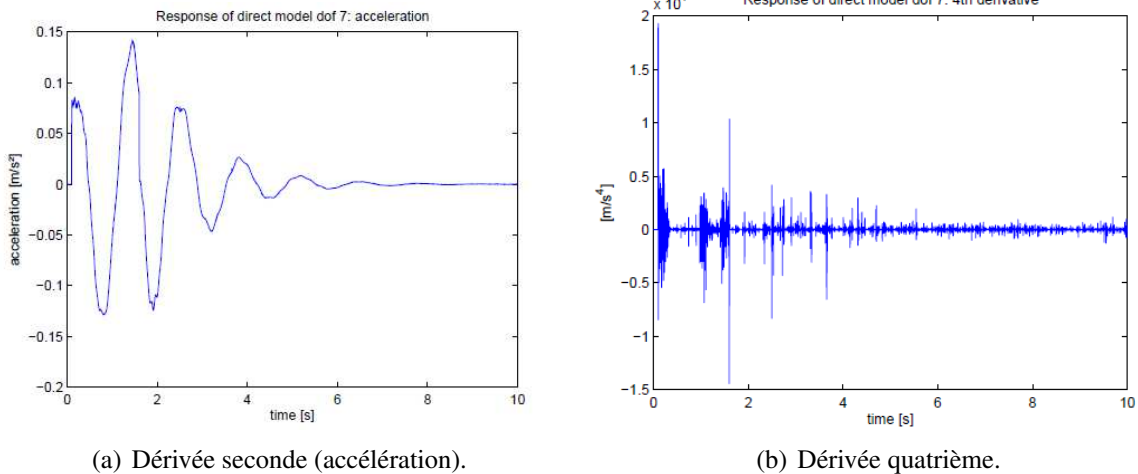 Response of direct model dof 7: acceleration
0.15
0.1
0.05
0
−0.05
−0.1
−0.15
−0.2
acceleration [m/s²]
0 2 4 6 8 10
time [s]
(a) Dérivée seconde (accélération).
Response of direct model dof 7: 4th derivative
x 10
2
1.5
1
0.5
0
−0.5
−1
−1.5
[m/s⁴]
0 2 4 6 8 10
time [s]
(b) Dérivée quatrième.